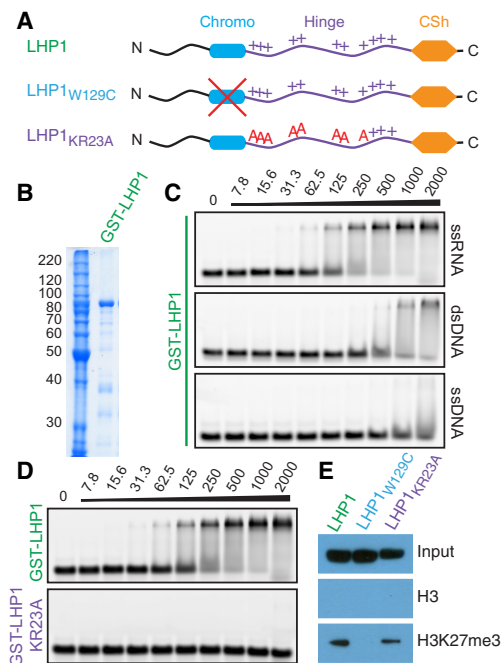 A
Chromo Hinge CSh
LHP1 N +++ ++ ++ +++ C
LHP1W129C N +++ ++ ++ +++ C
LHP1KR23A N AAA AA AA +++ C
B
GST-LHP1
220
120
100
80
60
50
40
30
C
0 7.8 15.6 31.3 62.5 125 250 500 1000 2000
GST-LHP1
ssRNA
dsDNA
ssDNA
D
0 7.8 15.6 31.3 62.5 125 250 500 1000 2000
GST-LHP1
GST-LHP1
KR23A
E
LHP1 LHP1W129C LHP1KR23A
Input
H3
H3K27me3